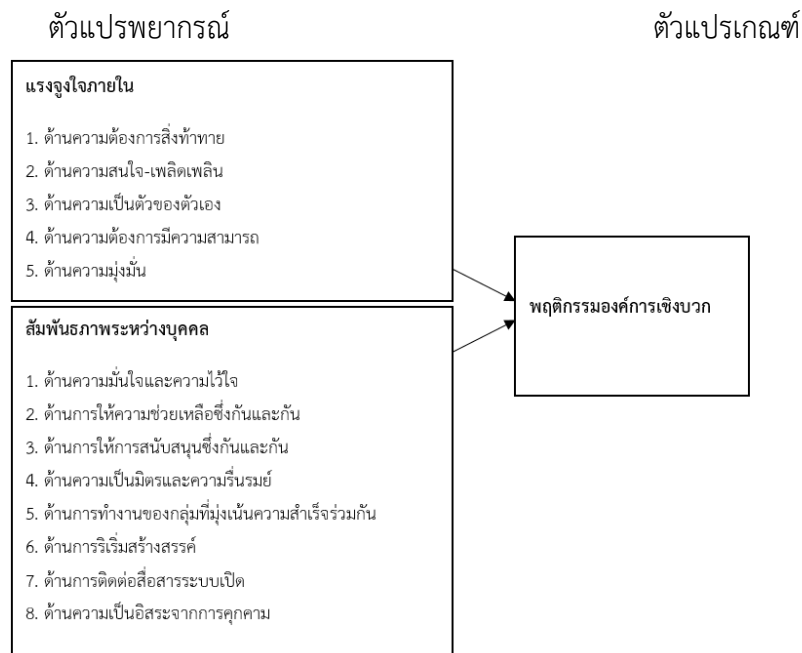 ตัวแปรพยากรณ์
ตัวแปรเกณฑ์
แรงจูงใจภายใน
1. ด้านความต้องการสิ่งท้าทาย
2. ด้านความสนใจ-เพลิดเพลิน
3. ด้านความเป็นตัวของตัวเอง
4. ด้านความต้องการมีความสามารถ
5. ด้านความมุ่งมั่น
สัมพันธภาพระหว่างบุคคล
1. ด้านความมั่นใจและความไว้ใจ
2. ด้านการให้ความช่วยเหลือซึ่งกันและกัน
3. ด้านการให้การสนับสนุนซึ่งกันและกัน
4. ด้านความเป็นมิตรและความรื่นรมย์
5. ด้านการทำงานของกลุ่มที่มุ่งเน้นความสำเร็จร่วมกัน
6. ด้านการริเริ่มสร้างสรรค์
7. ด้านการติดต่อสื่อสารระบบเปิด
8. ด้านความเป็นอิสระจากการคุกคาม
พฤติกรรมองค์การเชิงบวก